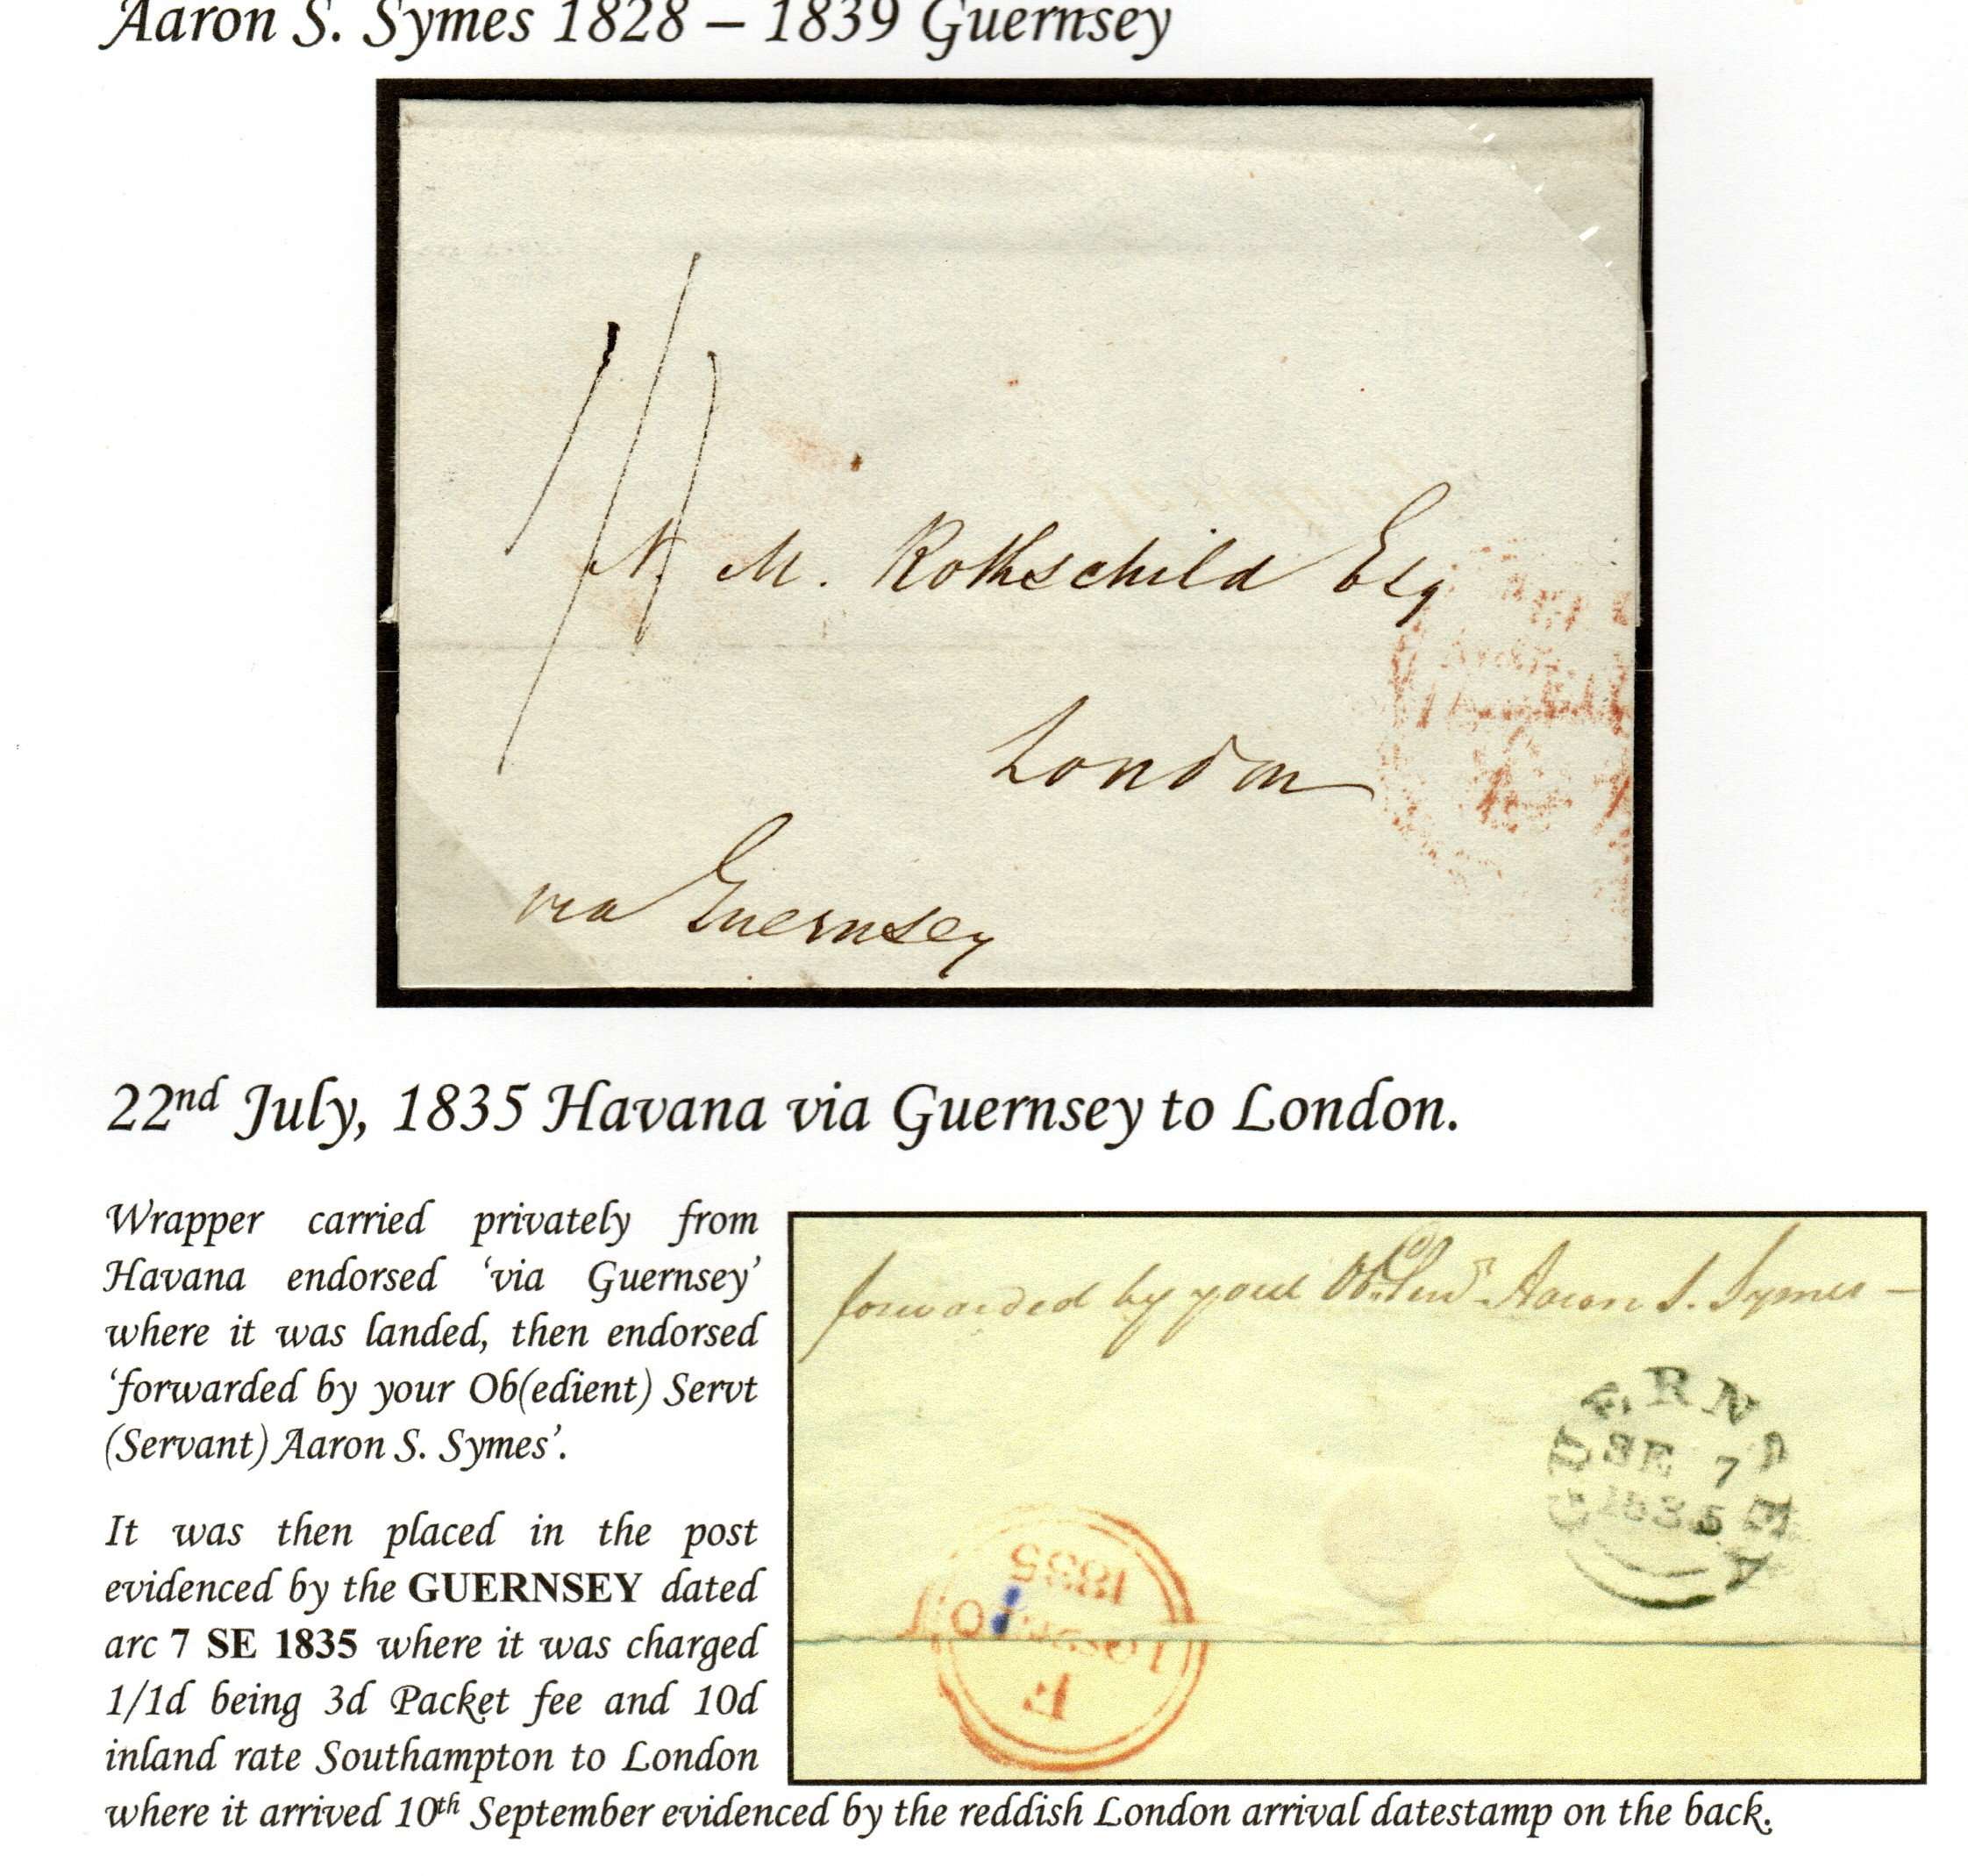 Aaron S. Symes 1828 – 1839 Guernsey
1/1
N. M. Rothschild Esq
London
via Guernsey
22nd July, 1835 Havana via Guernsey to London.
Wrapper carried privately from
Havana endorsed ‘via Guernsey’
where it was landed, then endorsed
‘forwarded by your Ob(edient) Servt
(Servant) Aaron S. Symes’.
It was then placed in the post
evidenced by the GUERNSEY dated
arc 7 SE 1835 where it was charged
1/1d being 3d Packet fee and 10d
inland rate Southampton to London
where it arrived 10th September evidenced by the reddish London arrival datestamp on the back.
forwarded by your Ob. Servt Aaron S. Symes –
GUERNSEY
SE 7
1835
F
10SE10
1835